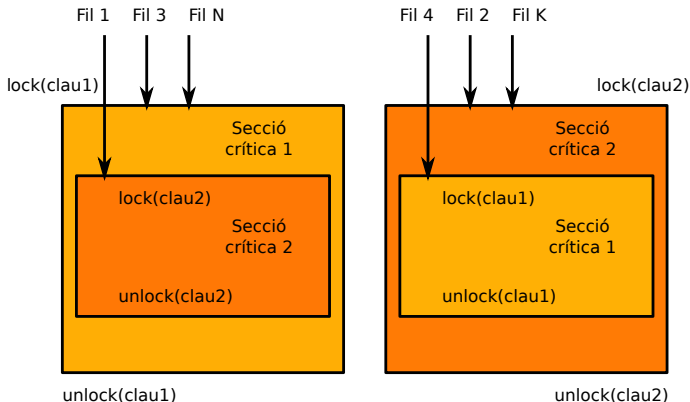 Fil 1 Fil 3 Fil N
lock(clau1)
Secció
crítica 1
lock(clau2)
Secció
crítica 2
unlock(clau2)
unlock(clau1)
Fil 4 Fil 2 Fil K
lock(clau2)
Secció
crítica 2
lock(clau1)
Secció
crítica 1
unlock(clau1)
unlock(clau2)